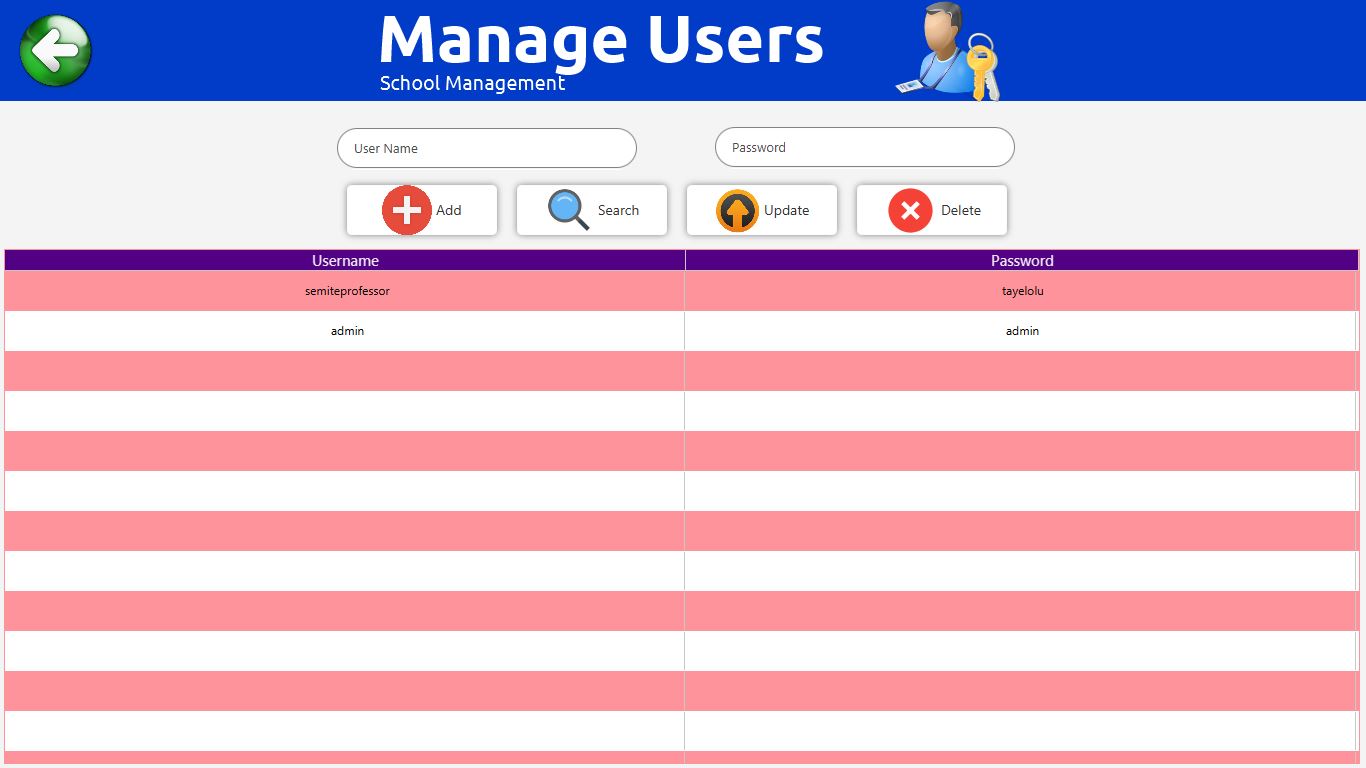 Manage Users
School Management
User Name
Password
Add
Search
Update
Delete
Username Password
semiteprofessor tayelolu
admin admin